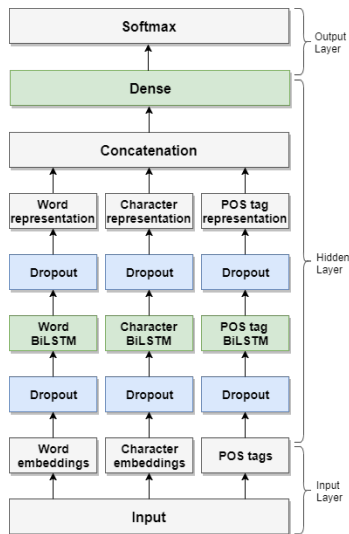 Softmax
Output
Layer
Dense
Concatenation
Word
representation
Character
representation
POS tag
representation
Dropout
Dropout
Dropout
Hidden
Layer
Word
BiLSTM
Character
BiLSTM
POS tag
BiLSTM
Dropout
Dropout
Dropout
Word
embeddings
Character
embeddings
POS tags
Input
Layer
Input